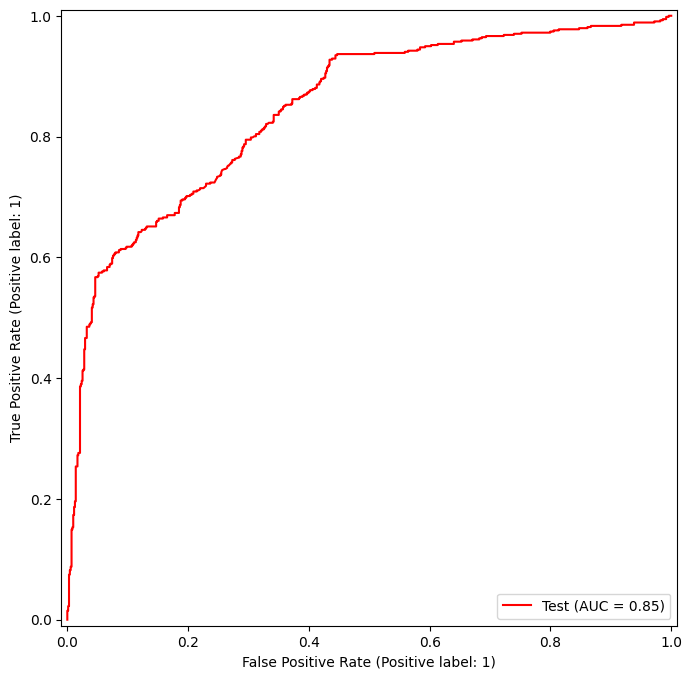 1.0
0.8
0.6
0.4
0.2
0.0
True Positive Rate (Positive label: 1)
Test (AUC = 0.85)
0.0 0.2 0.4 0.6 0.8 1.0
False Positive Rate (Positive label: 1)